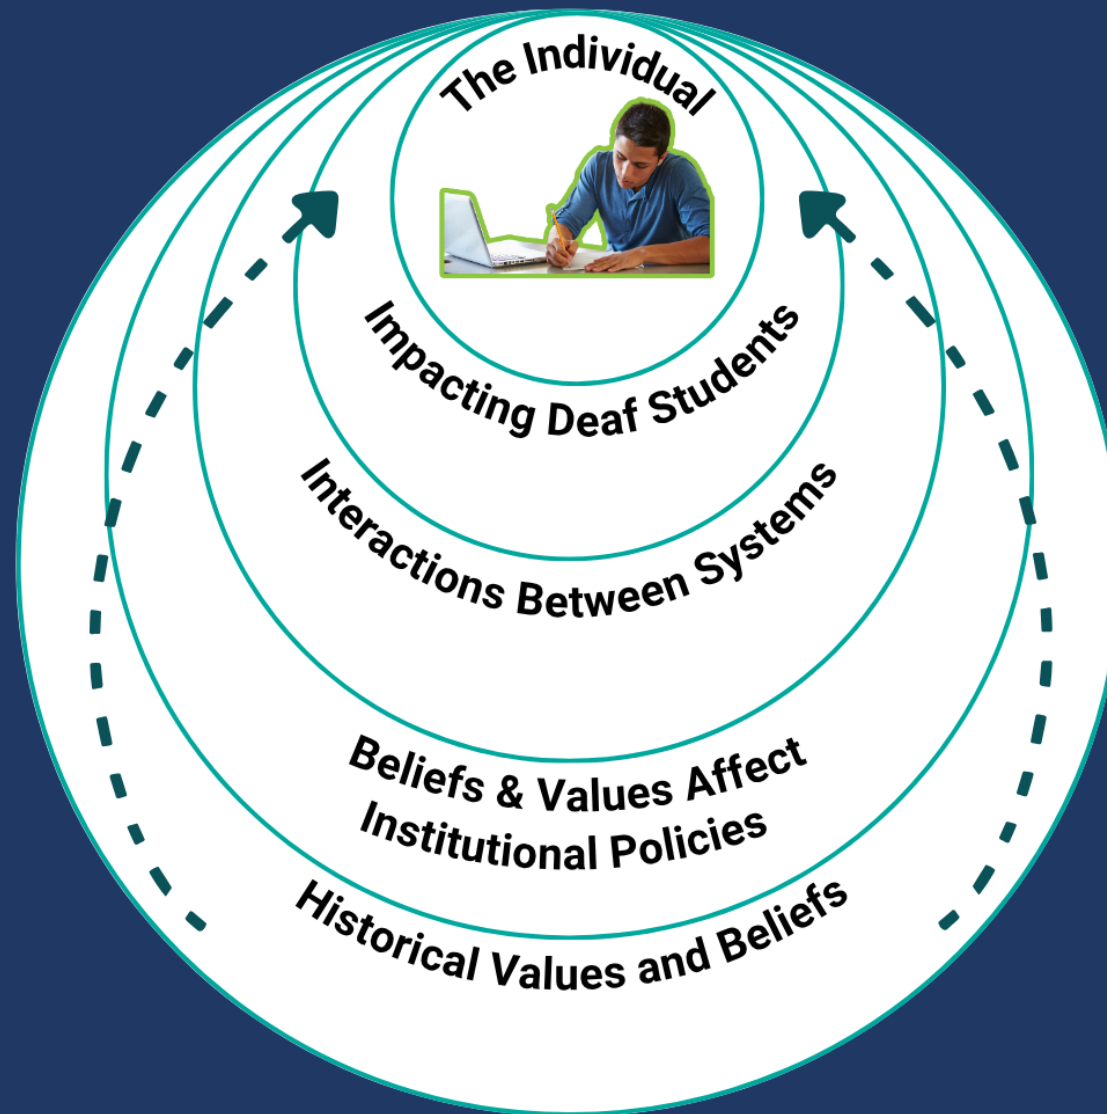 The Individual
Impacting Deaf Students
Interactions Between Systems
Beliefs & Values Affect
Institutional Policies
Historical Values and Beliefs